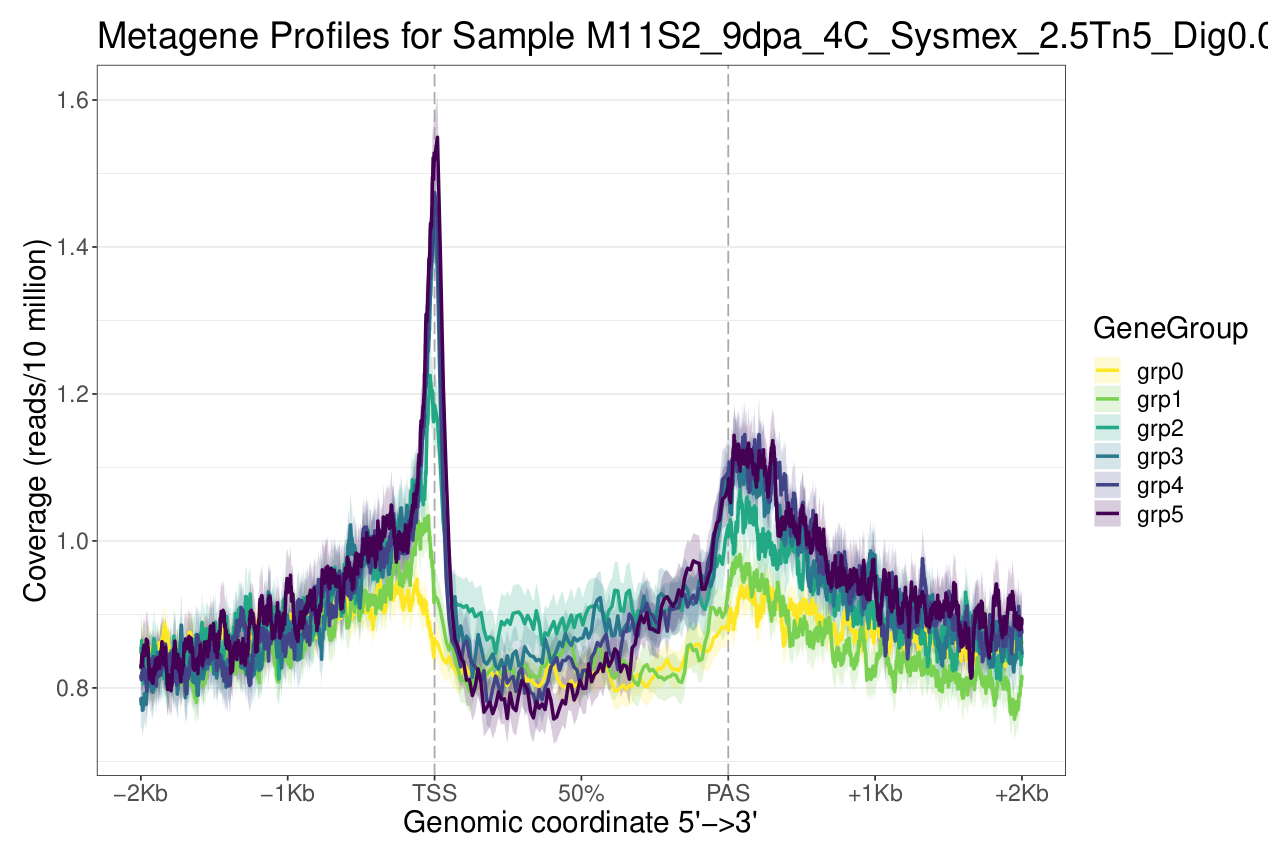 Metagene Profiles for Sample M11S2_9dpa_4C_Sysmex_2.5Tn5_Dig0.0
Coverage (reads/10 million)
1.6
1.4
1.2
1.0
0.8
−2Kb −1Kb TSS 50% PAS +1Kb +2Kb
Genomic coordinate 5'−>3'
GeneGroup
grp0
grp1
grp2
grp3
grp4
grp5